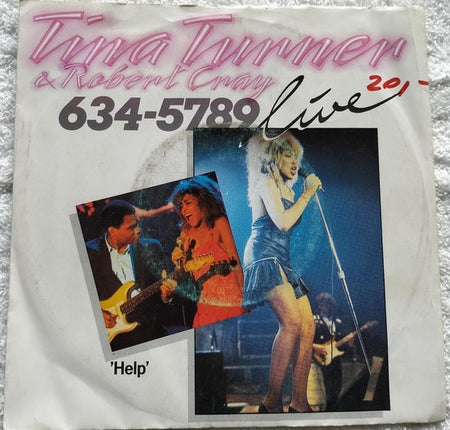 Tina Turner
& Robert Cray
634-5789 live 20,-
'Help'